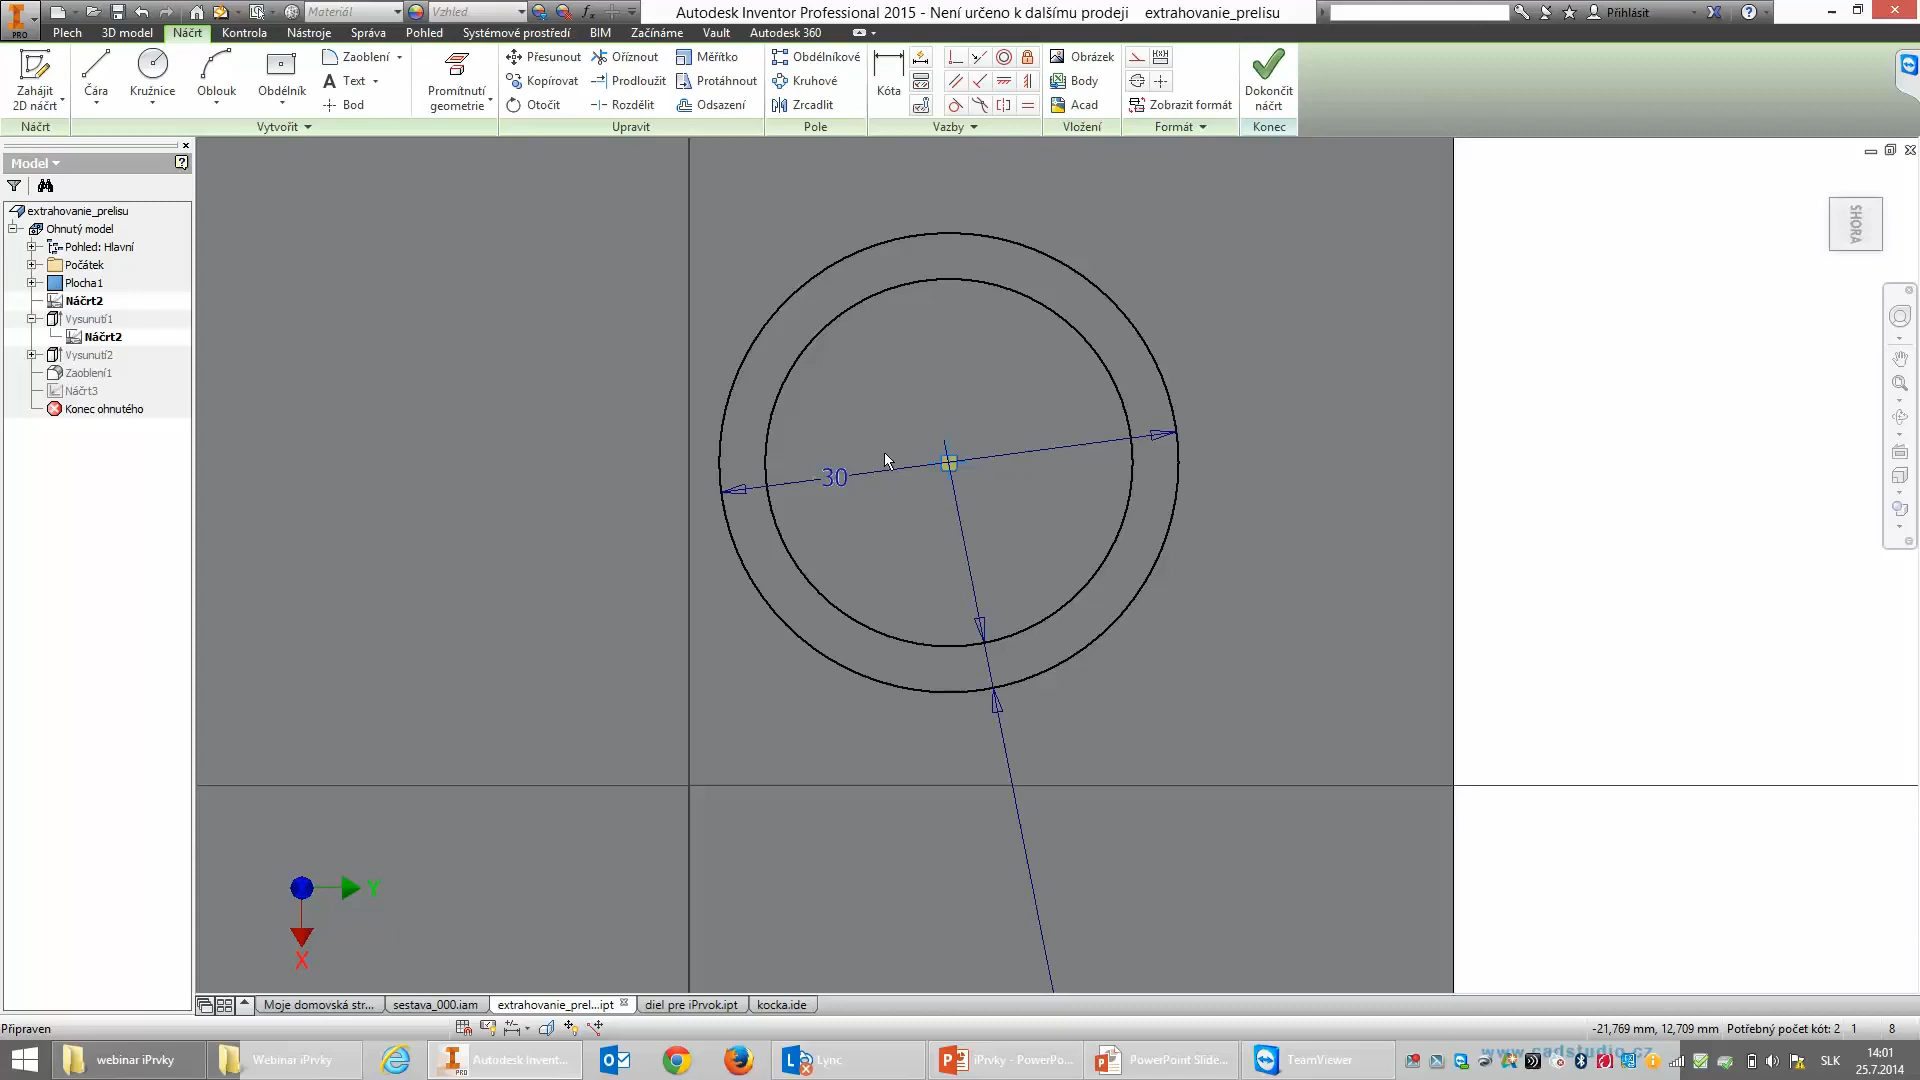 Materiál
Vzhled
Autodesk Inventor Professional 2015 - Není určeno k dalšímu prodeji extrahovanie_prelisu
Přihlásit
PRO
Plech 3D model Náčrt Kontrola Nástroje Správa Pohled Systémové prostředí BIM Začínáme Vault Autodesk 360
Zahájit
2D náčrt
Čára
Kružnice
Oblouk
Obdélník
Zaoblení
Text
Bod
Promítnutí
geometrie
Přesunout
Kopírovat
Otočit
Oříznout
Prodloužit
Rozdělit
Měřítko
Protáhnout
Odsazení
Obdélníkové
Kruhové
Zrcadlit
Kóta
Obrázek
Body
Acad
Zobrazit formát
Dokončit
náčrt
Náčrt Vytvořit Upravit Pole Vazby Vložení Formát Konec
Model
extrahovanie_prelisu
Ohnutý model
Pohled: Hlavní
Počátek
Plocha1
Náčrt2
Vysunutí1
Náčrt2
Vysunutí2
Zaoblení1
Náčrt3
Konec ohnutého
30
SHORA
Y
X
Moje domovská str... sestava_000.iam extrahovanie_prel...ipt diel pre iPrvok.ipt kocka.ide
Připraven
-21,769 mm, 12,709 mm Potřebný počet kót: 2 1 8
webinar iPrvky Webinar iPrvky Autodesk Invent... Lync iPrvky - PowerPo... PowerPoint Slide... TeamViewer
www.cadstudio.cz
SLK
14:01
25.7.2014